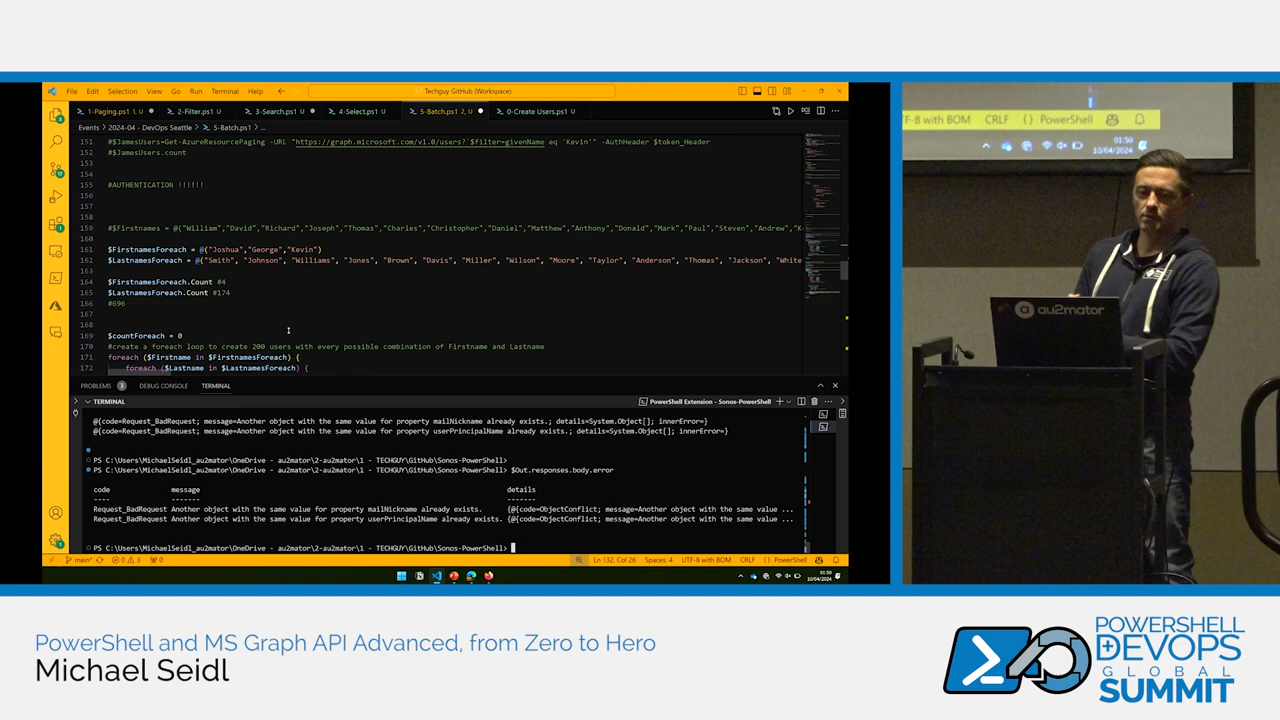 File Edit Selection View Go Run Terminal Help
Techguy GitHub (Workspace)
1-Paging.ps1 1, U
2-Filter.ps1 U
3-Search.ps1 U
4-Select.ps1 U
5-Batch.ps1 2, U
0-Create Users.ps1 U
Events > 2024-04 - DevOps Seattle > 5-Batch.ps1 > ...
151 #$JamesUsers=Get-AzureResourcePaging -URL "https://graph.microsoft.com/v1.0/users?`$filter=givenName eq 'Kevin'" -AuthHeader $token_Header
152 #$JamesUsers.count
153
154
155 #AUTHENTICATION !!!!!!
156
157
158
159 #$Firstnames = @("William","David","Richard","Joseph","Thomas","Charles","Christopher","Daniel","Matthew","Anthony","Donald","Mark","Paul","Steven","Andrew","K
160
161 $FirstnamesForeach = @("Joshua","George","Kevin")
162 $LastnamesForeach = @("Smith", "Johnson", "Williams", "Jones", "Brown", "Davis", "Miller", "Wilson", "Moore", "Taylor", "Anderson", "Thomas", "Jackson", "White
163
164 $FirstnamesForeach.Count #4
165 $LastnamesForeach.Count #174
166 #696
167
168
169 $countForeach = 0
170 #create a foreach loop to create 200 users with every possible combination of Firstname and Lastname
171 foreach ($Firstname in $FirstnamesForeach) {
172 foreach ($Lastname in $LastnamesForeach) {
PROBLEMS 3 DEBUG CONSOLE TERMINAL
TERMINAL
PowerShell Extension - Sonos-PowerShell
@{code=Request_BadRequest; message=Another object with the same value for property mailNickname already exists.; details=System.Object[]; innerError=}
@{code=Request_BadRequest; message=Another object with the same value for property userPrincipalName already exists.; details=System.Object[]; innerError=}
PS C:\Users\MichaelSeidl_au2mator\OneDrive - au2mator\2-au2mator\1 - TECHGUY\GitHub\Sonos-PowerShell>
PS C:\Users\MichaelSeidl_au2mator\OneDrive - au2mator\2-au2mator\1 - TECHGUY\GitHub\Sonos-PowerShell> $Out.responses.body.error
code message details
---- ------- -------
Request_BadRequest Another object with the same value for property mailNickname already exists. {@{code=ObjectConflict; message=Another object with the same value ...
Request_BadRequest Another object with the same value for property userPrincipalName already exists. {@{code=ObjectConflict; message=Another object with the same value ...
PS C:\Users\MichaelSeidl_au2mator\OneDrive - au2mator\2-au2mator\1 - TECHGUY\GitHub\Sonos-PowerShell>
main* 0 3 0
Ln 132, Col 26 Spaces: 4 UTF-8 with BOM CRLF PowerShell
01:50
10/04/2024
F-8 with BOM CRLF PowerShell
01:50
10/04/2024
au2mator
PowerShell and MS Graph API Advanced, from Zero to Hero
Michael Seidl
POWERSHELL
DEVOPS
GLOBAL
SUMMIT